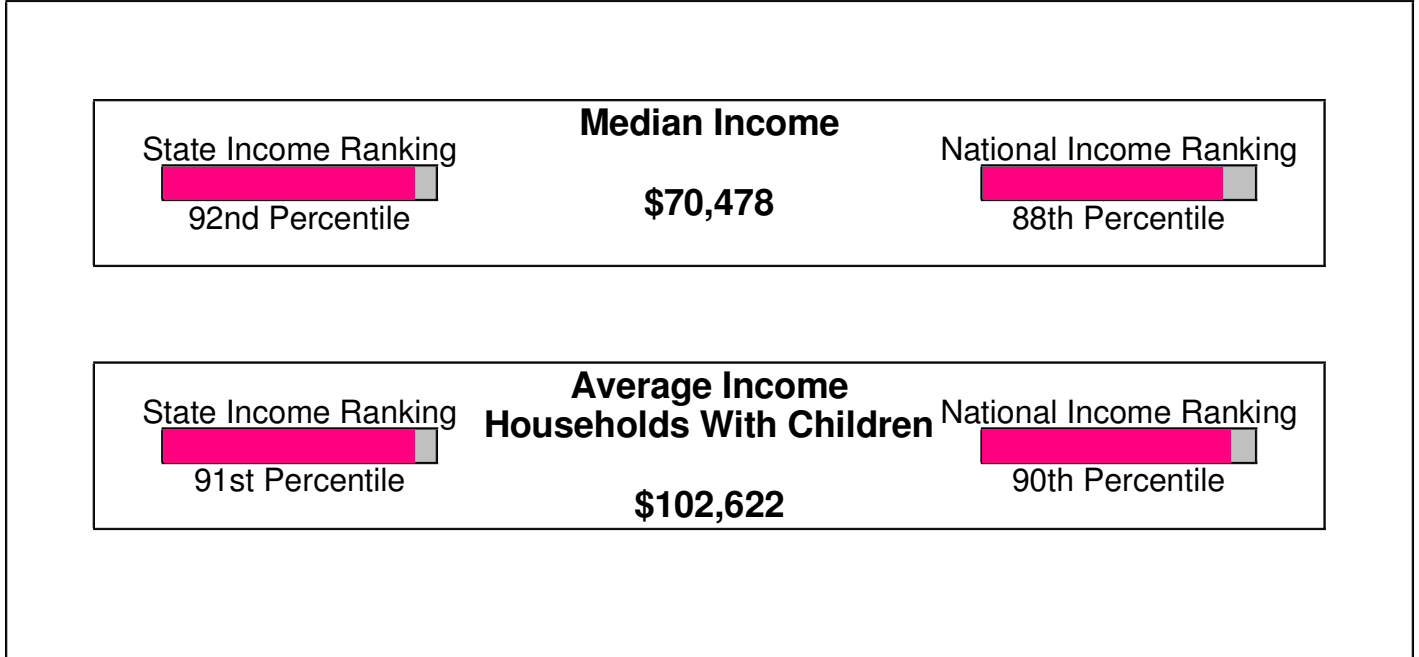 Median Income
State Income Ranking
National Income Ranking
$70,478
92nd Percentile
88th Percentile
Average Income
State Income Ranking
Households With Children
National Income Ranking
91st Percentile
90th Percentile
$102,622